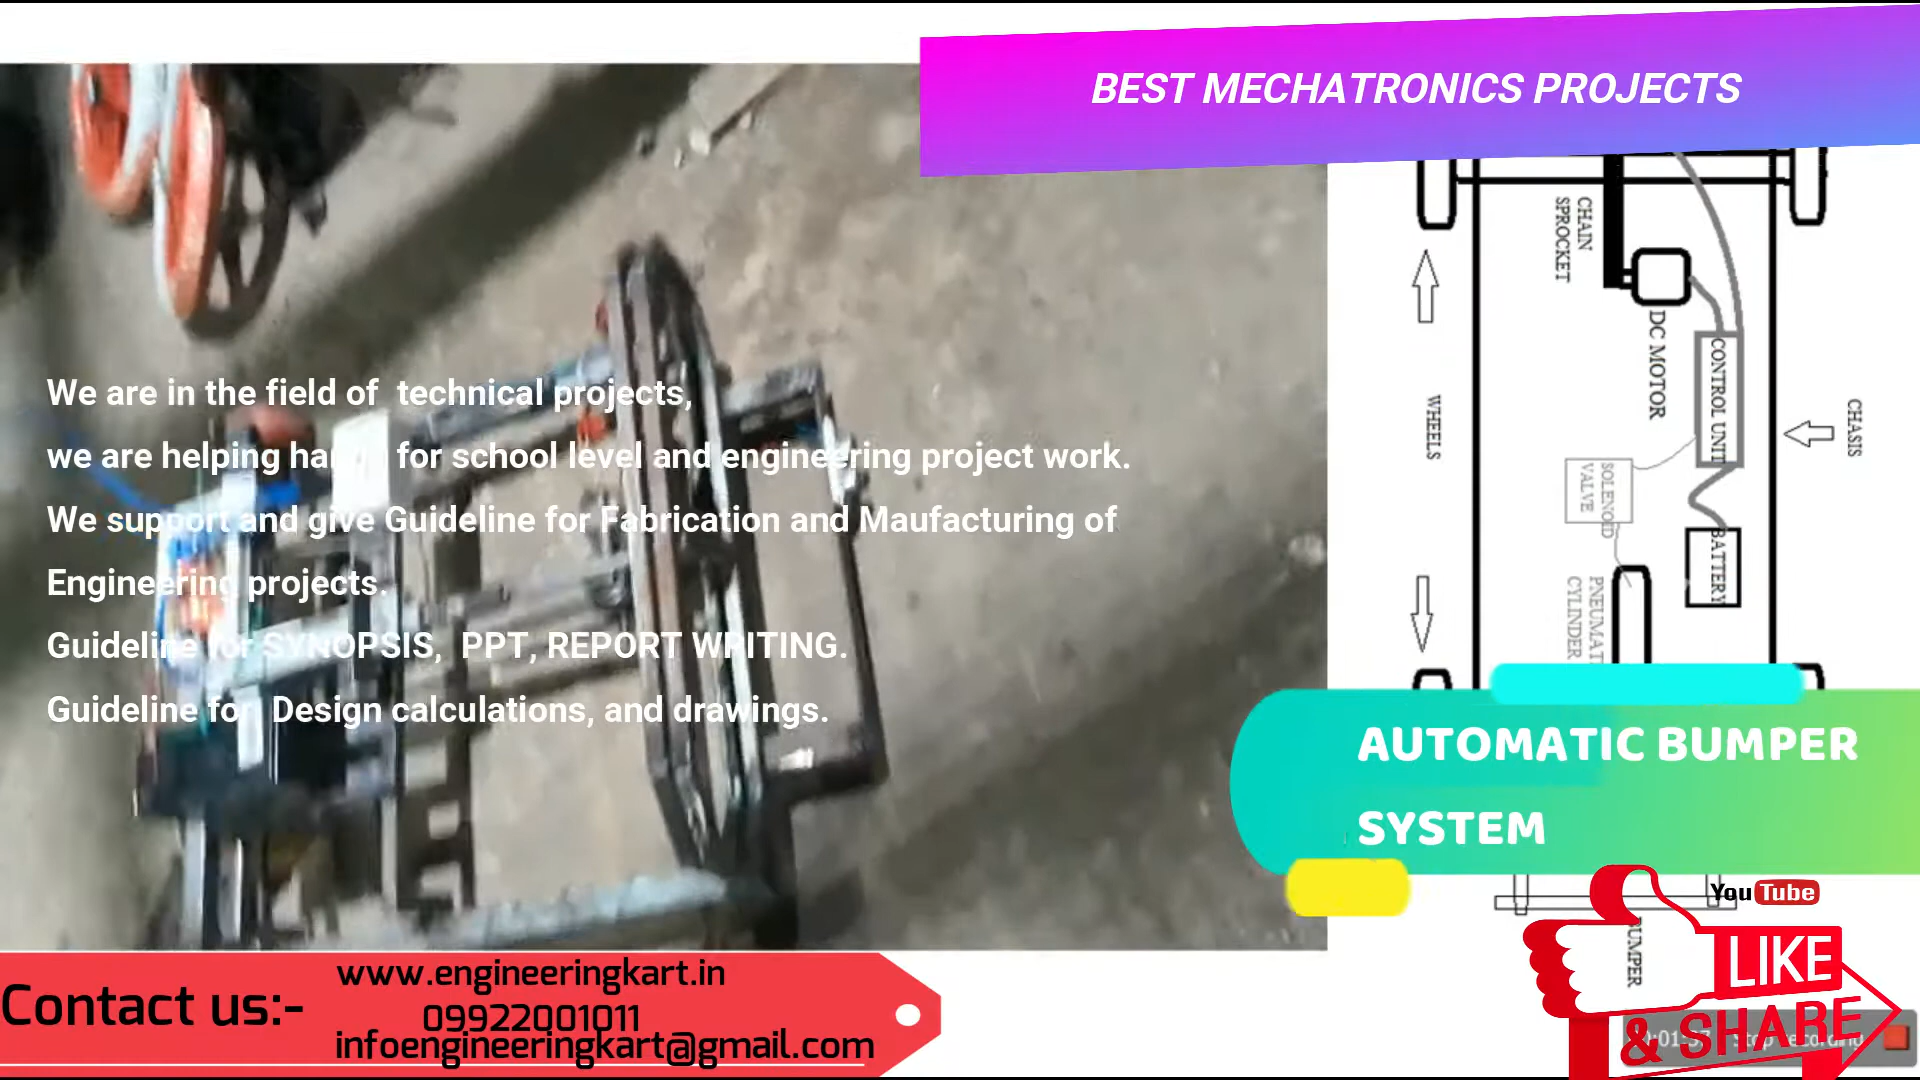 BEST MECHATRONICS PROJECTS
We are in the field of technical projects,
we are helping for school level and engineering project work.
We support and give Guideline for Fabrication and Maufacturing of
Engineering projects.
Guideline for SYNOPSIS, PPT, REPORT WRITING.
Guideline for Design calculations, and drawings.
CHAIN
SPROCKET
DC MOTOR
CONTROL UNIT
WHEELS
CHASIS
SOLENOID
VALVE
BATTERY
CYLINDER
AUTOMATIC BUMPER
SYSTEM
YouTube
LIKE
& SHARE
Stop recording
Contact us:-
www.engineeringkart.in
09922001011
infoengineeringkart@gmail.com